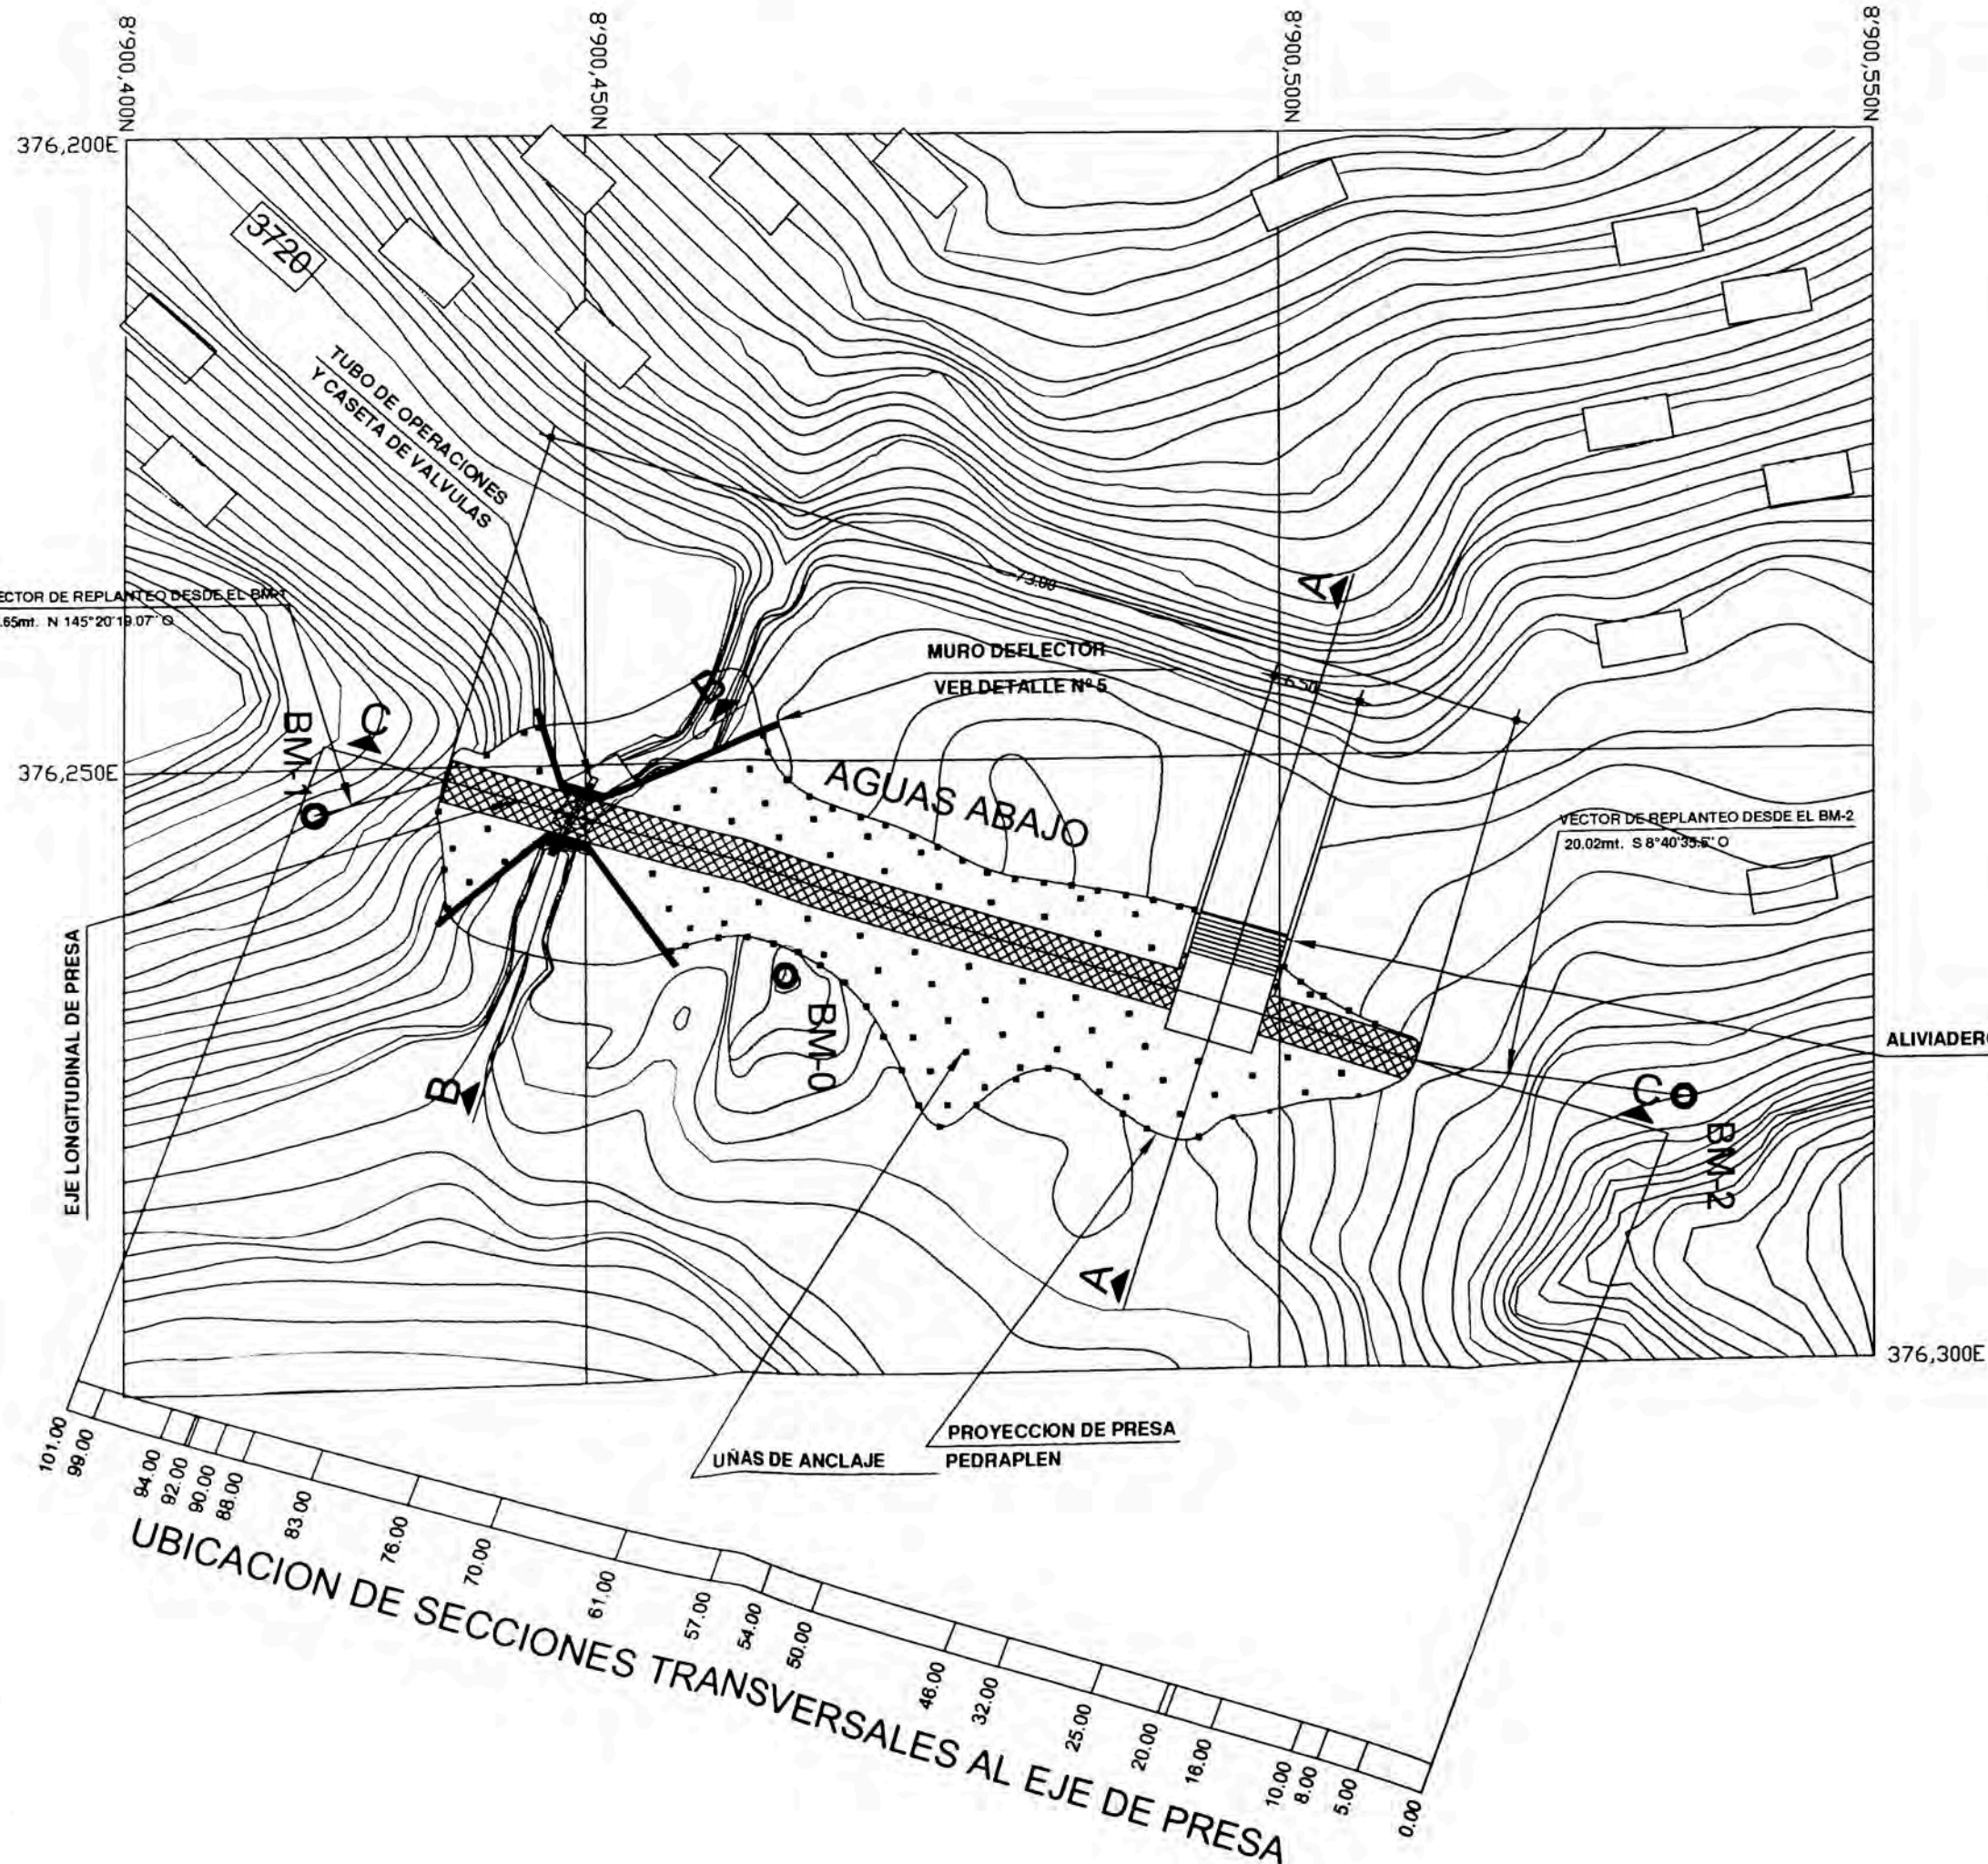 8'900,400N
8'900,450N
8'900,500N
8'900,550N
376,200E
3720
TUBO DE OPERACIONES
Y CASETA DE VALVULAS
ECTOR DE REPLANTEO DESDE EL BM-1
.65mt. N 145°20'19.07" O
73.00
A
MURO DEFLECTOR
VER DETALLE Nº 5
6.50
B
BM-1
C
376,250E
AGUAS ABAJO
VECTOR DE REPLANTEO DESDE EL BM-2
20.02mt. S 8°40'35.5" O
EJE LONGITUDINAL DE PRESA
BM-0
ALIVIADERO
B
C
BM-2
A
376,300E
PROYECCION DE PRESA
PEDRAPLEN
UÑAS DE ANCLAJE
101.00
99.00
94.00
92.00
90.00
88.00
83.00
76.00
70.00
61.00
57.00
54.00
50.00
46.00
32.00
25.00
20.00
16.00
10.00
8.00
5.00
0.00
UBICACION DE SECCIONES TRANSVERSALES AL EJE DE PRESA